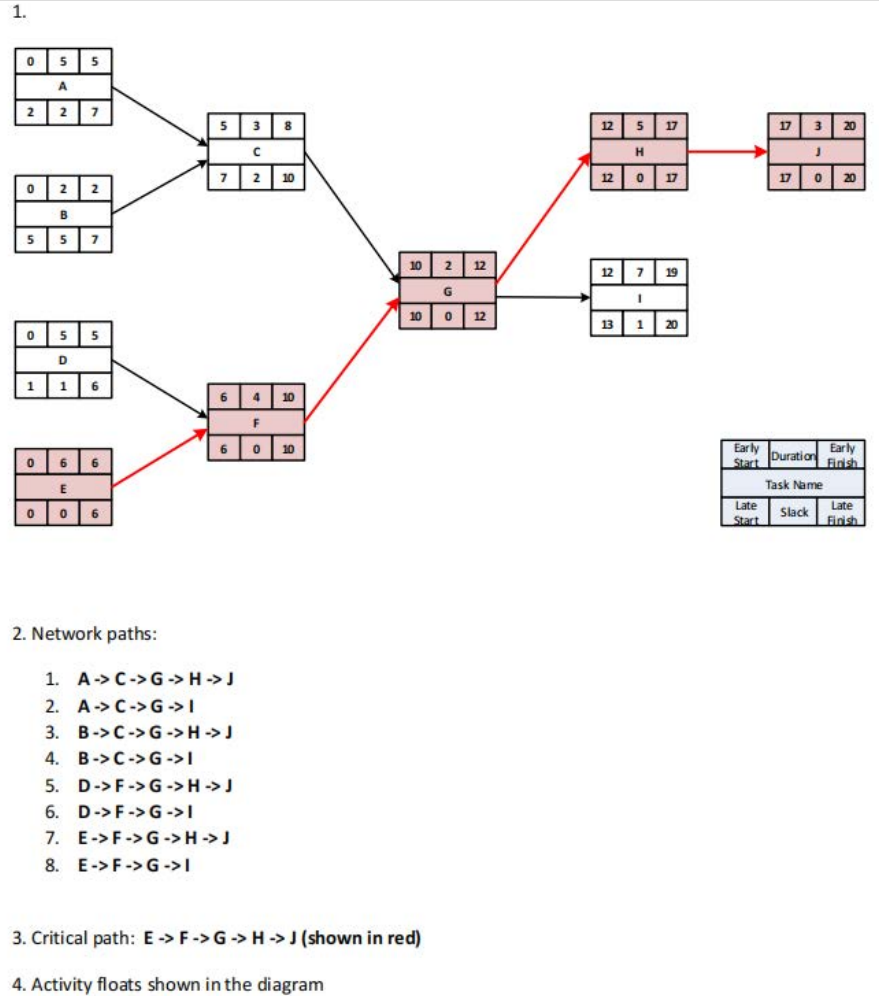 1.
0 5 5
A
2 2 7
5 3 8
C
7 2 10
12 5 17
H
12 0 17
17 3 20
J
17 0 20
0 2 2
B
5 5 7
10 2 12
G
10 0 12
12 7 19
I
13 1 20
0 5 5
D
1 1 6
6 4 10
F
6 0 10
0 6 6
E
0 0 6
Early Start Duration Early Finish
Task Name
Late Start Slack Late Finish
2. Network paths:
1. A -> C -> G -> H -> J
2. A -> C -> G -> I
3. B -> C -> G -> H -> J
4. B -> C -> G -> I
5. D -> F -> G -> H -> J
6. D -> F -> G -> I
7. E -> F -> G -> H -> J
8. E -> F -> G -> I
3. Critical path: E -> F -> G -> H -> J (shown in red)
4. Activity floats shown in the diagram